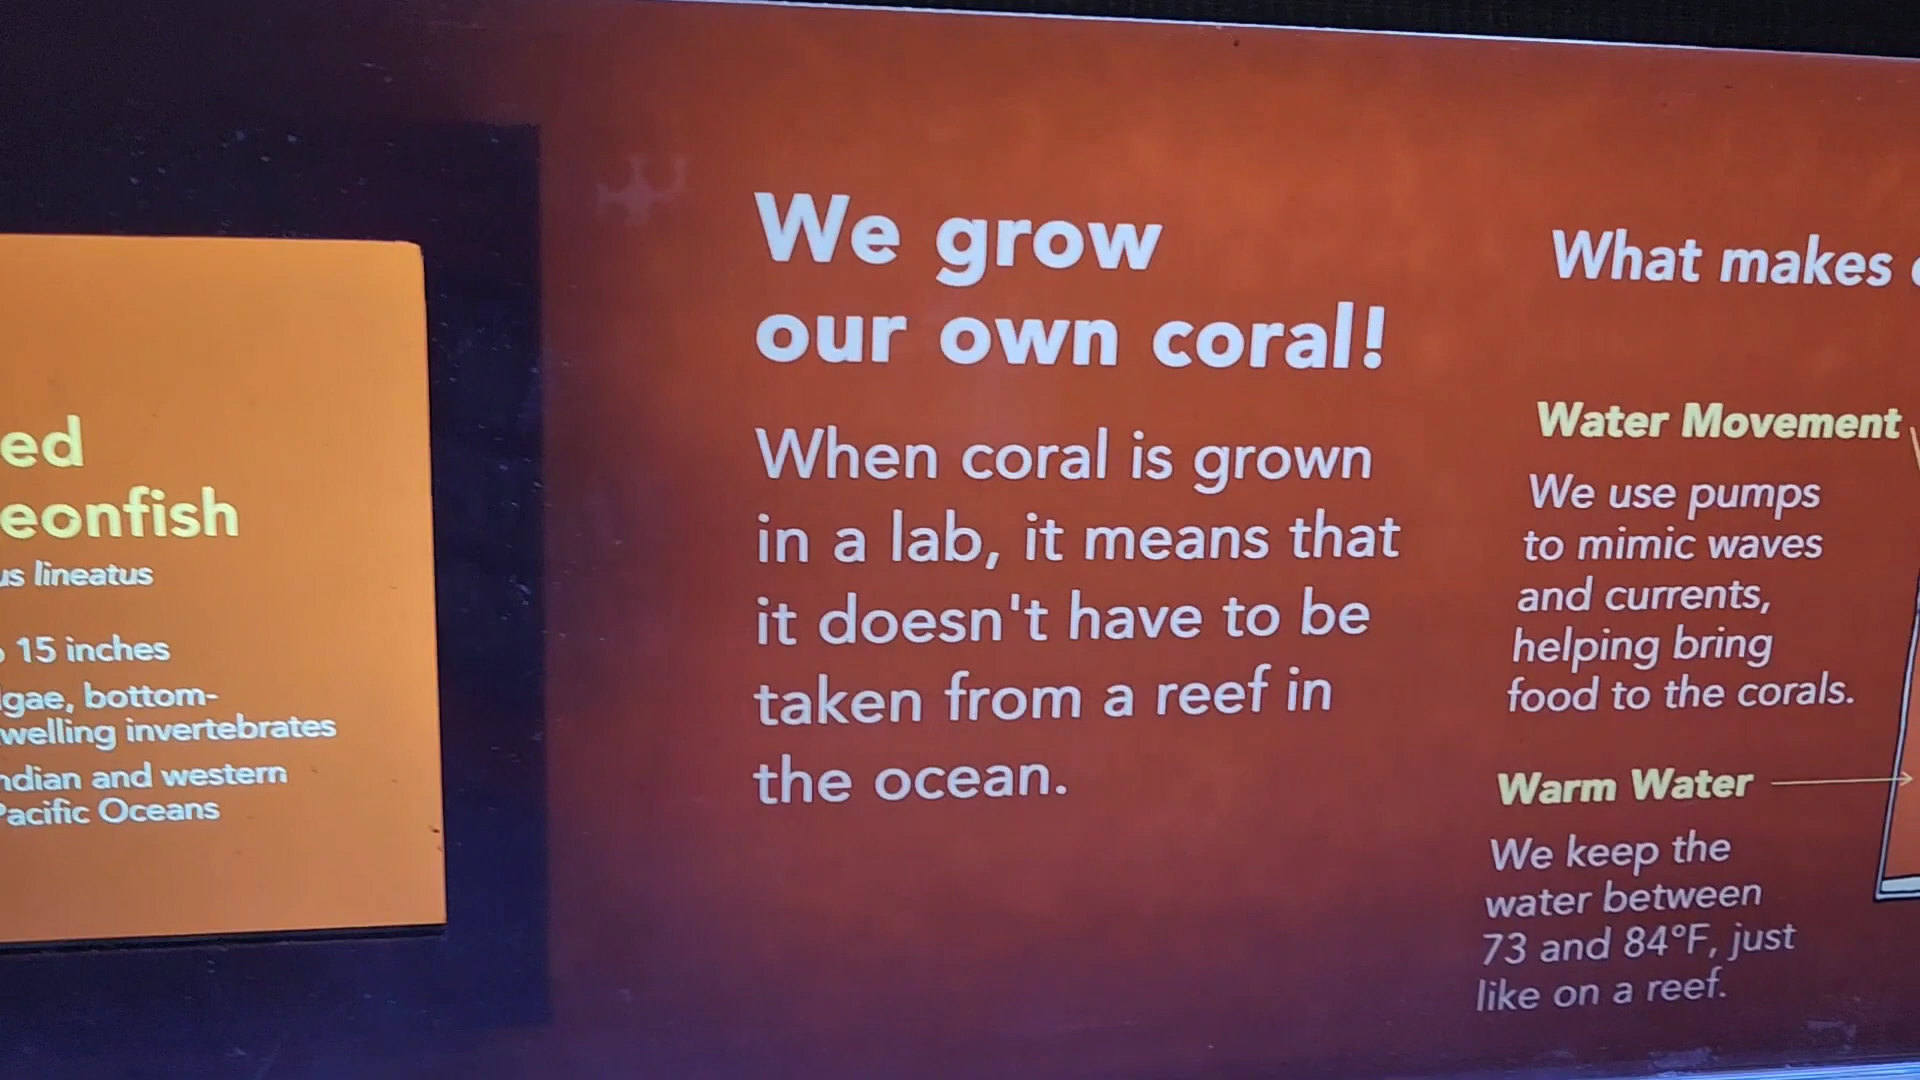 ed
eonfish
us lineatus
15 inches
lgae, bottom-
welling invertebrates
ndian and western
Pacific Oceans
We grow
our own coral!
When coral is grown
in a lab, it means that
it doesn't have to be
taken from a reef in
the ocean.
What makes
Water Movement
We use pumps
to mimic waves
and currents,
helping bring
food to the corals.
Warm Water
We keep the
water between
73 and 84°F, just
like on a reef.